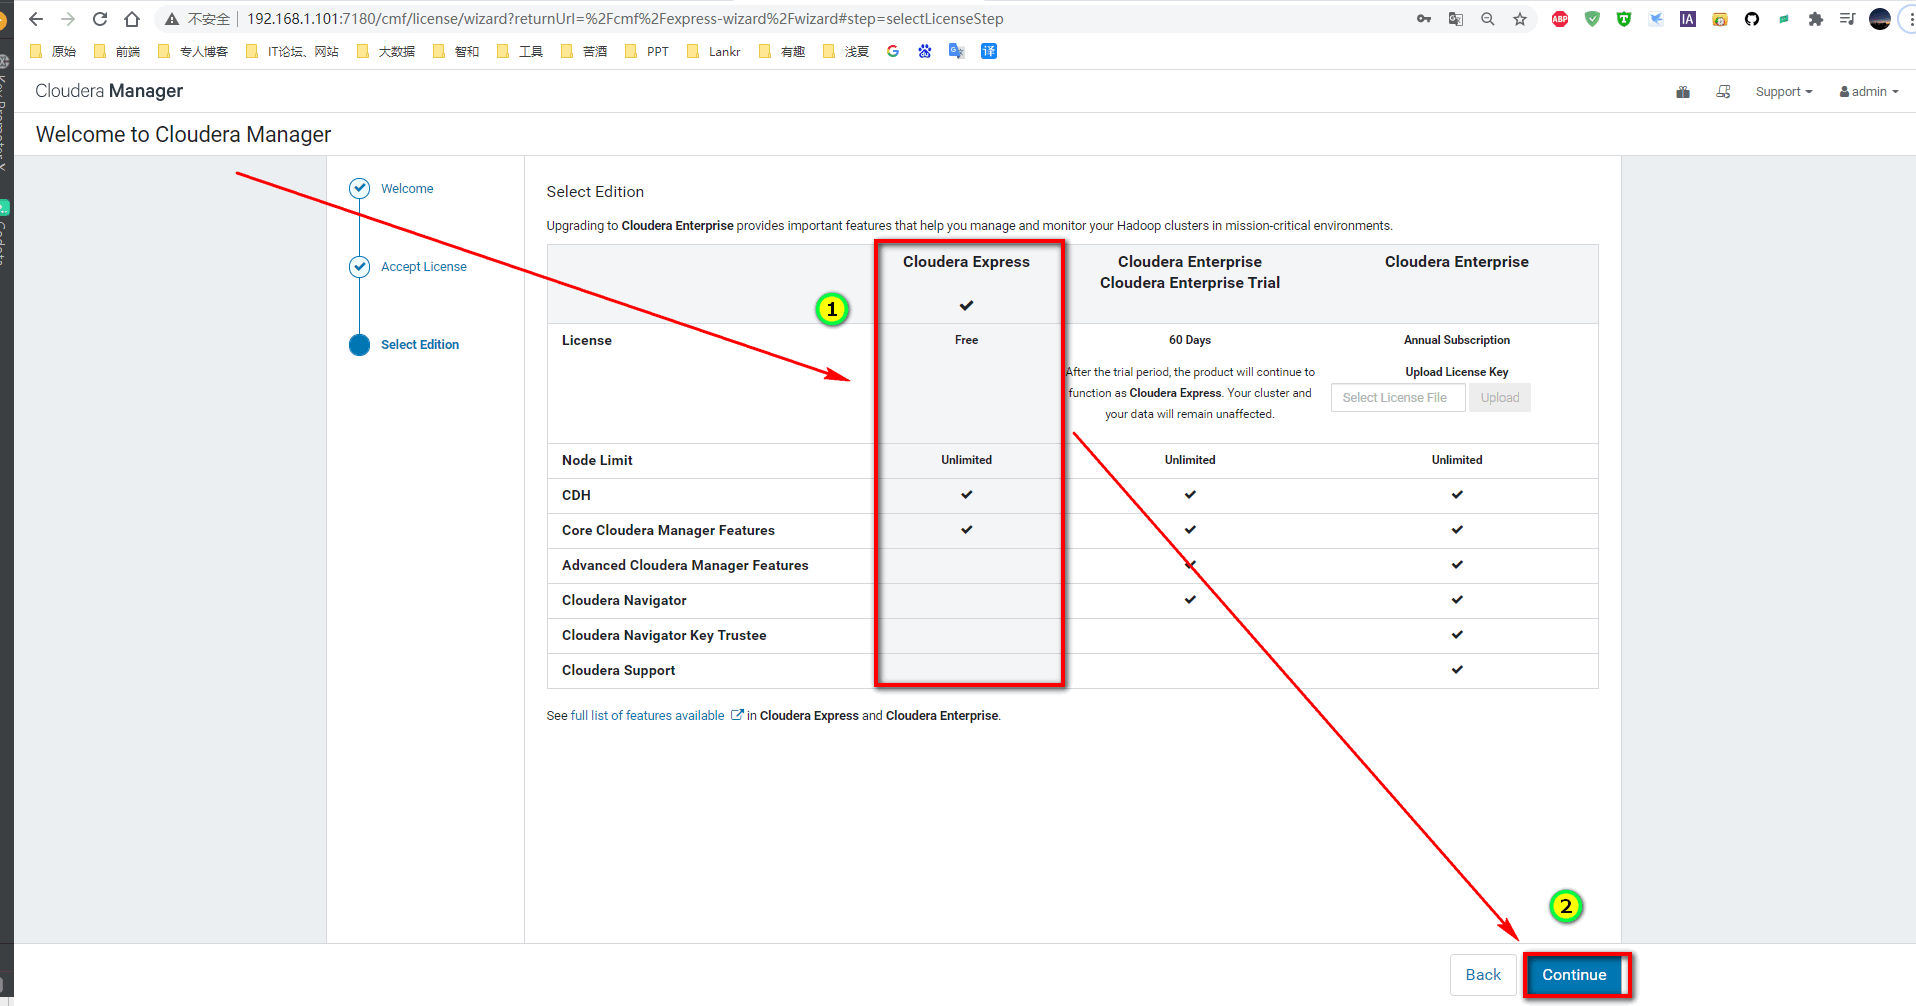 不安全 192.168.1.101:7180/cmf/license/wizard?returnUrl=%2Fcmf%2Fexpress-wizard%2Fwizard#step=selectLicenseStep
ABP IA
原始 前端 专人博客 IT论坛、网站 大数据 智和 工具 苦酒 PPT Lankr 有趣 浅夏 译
Cloudera Manager Support admin
Welcome to Cloudera Manager
Welcome
Accept License
Select Edition
Select Edition
Upgrading to Cloudera Enterprise provides important features that help you manage and monitor your Hadoop clusters in mission-critical environments.
Cloudera Express
Cloudera Enterprise
Cloudera Enterprise Trial
Cloudera Enterprise
1
License Free 60 Days Annual Subscription
After the trial period, the product will continue to
function as Cloudera Express. Your cluster and
your data will remain unaffected.
Upload License Key
Select License File Upload
Node Limit Unlimited Unlimited Unlimited
CDH
Core Cloudera Manager Features
Advanced Cloudera Manager Features
Cloudera Navigator
Cloudera Navigator Key Trustee
Cloudera Support
See full list of features available in Cloudera Express and Cloudera Enterprise.
2
Back Continue